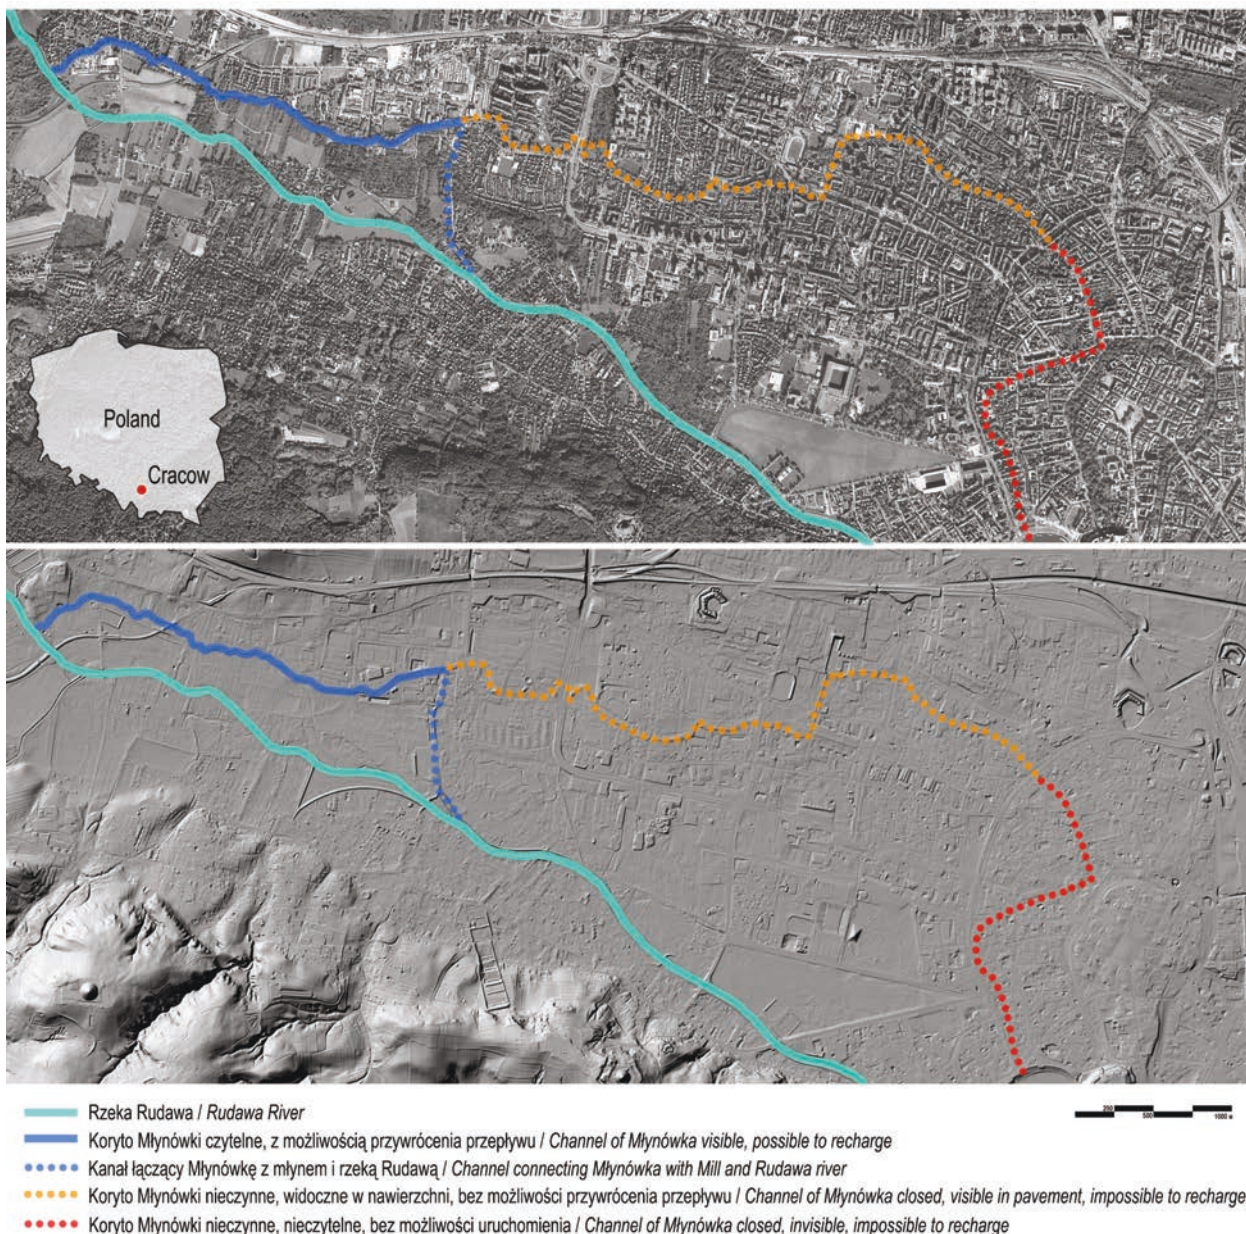 Poland
Cracow
Rzeka Rudawa / Rudawa River
250 500 1000 м
Koryto Młynówki czytelne, z możliwością przywrócenia przepływu / Channel of Młynówka visible, possible to recharge
Kanał łączący Młynówkę z młynem i rzeką Rudawą / Channel connecting Młynówka with Mill and Rudawa river
Koryto Młynówki nieczynne, widoczne w nawierzchni, bez możliwości przywrócenia przepływu / Channel of Młynówka closed, visible in pavement, impossible to recharge
Koryto Młynówki nieczynne, nieczytelne, bez możliwości uruchomienia / Channel of Młynówka closed, invisible, impossible to recharge